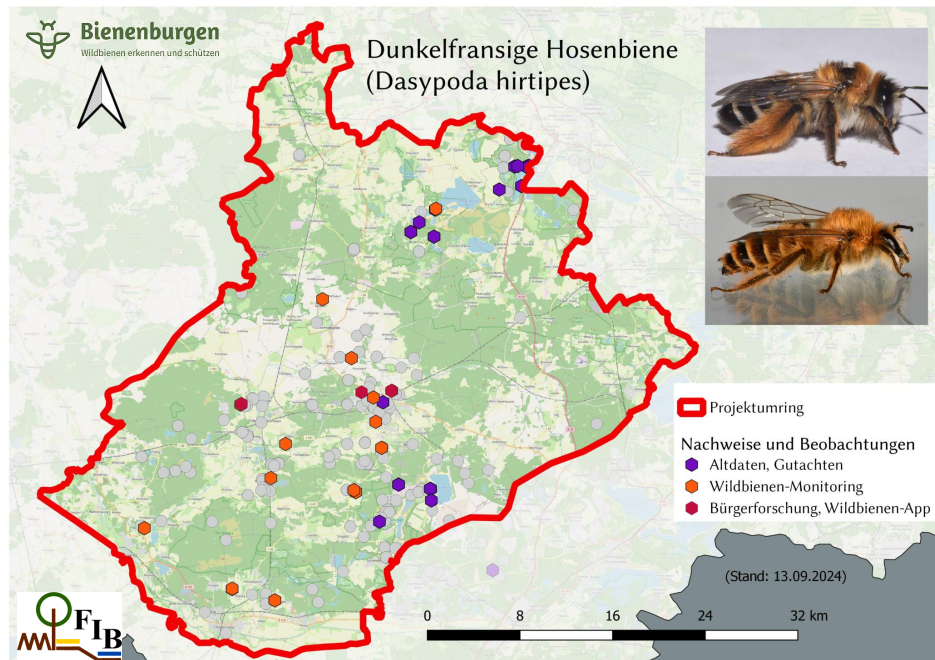 Bienenburgen
Wildbienen erkennen und schützen
Dunkelfransige Hosenbiene
(Dasypoda hirtipes)
Projektumring
Nachweise und Beobachtungen
Altdaten, Gutachten
Wildbienen-Monitoring
Bürgerforschung, Wildbienen-App
(Stand: 13.09.2024)
0 8 16 24 32 km
FIB